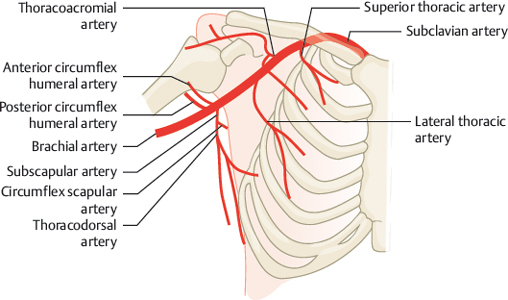 Thoracoacromial
artery
Superior thoracic artery
Subclavian artery
Anterior circumflex
humeral artery
Posterior circumflex
humeral artery
Brachial artery
Lateral thoracic
artery
Subscapular artery
Circumflex scapular
artery
Thoracodorsal
artery